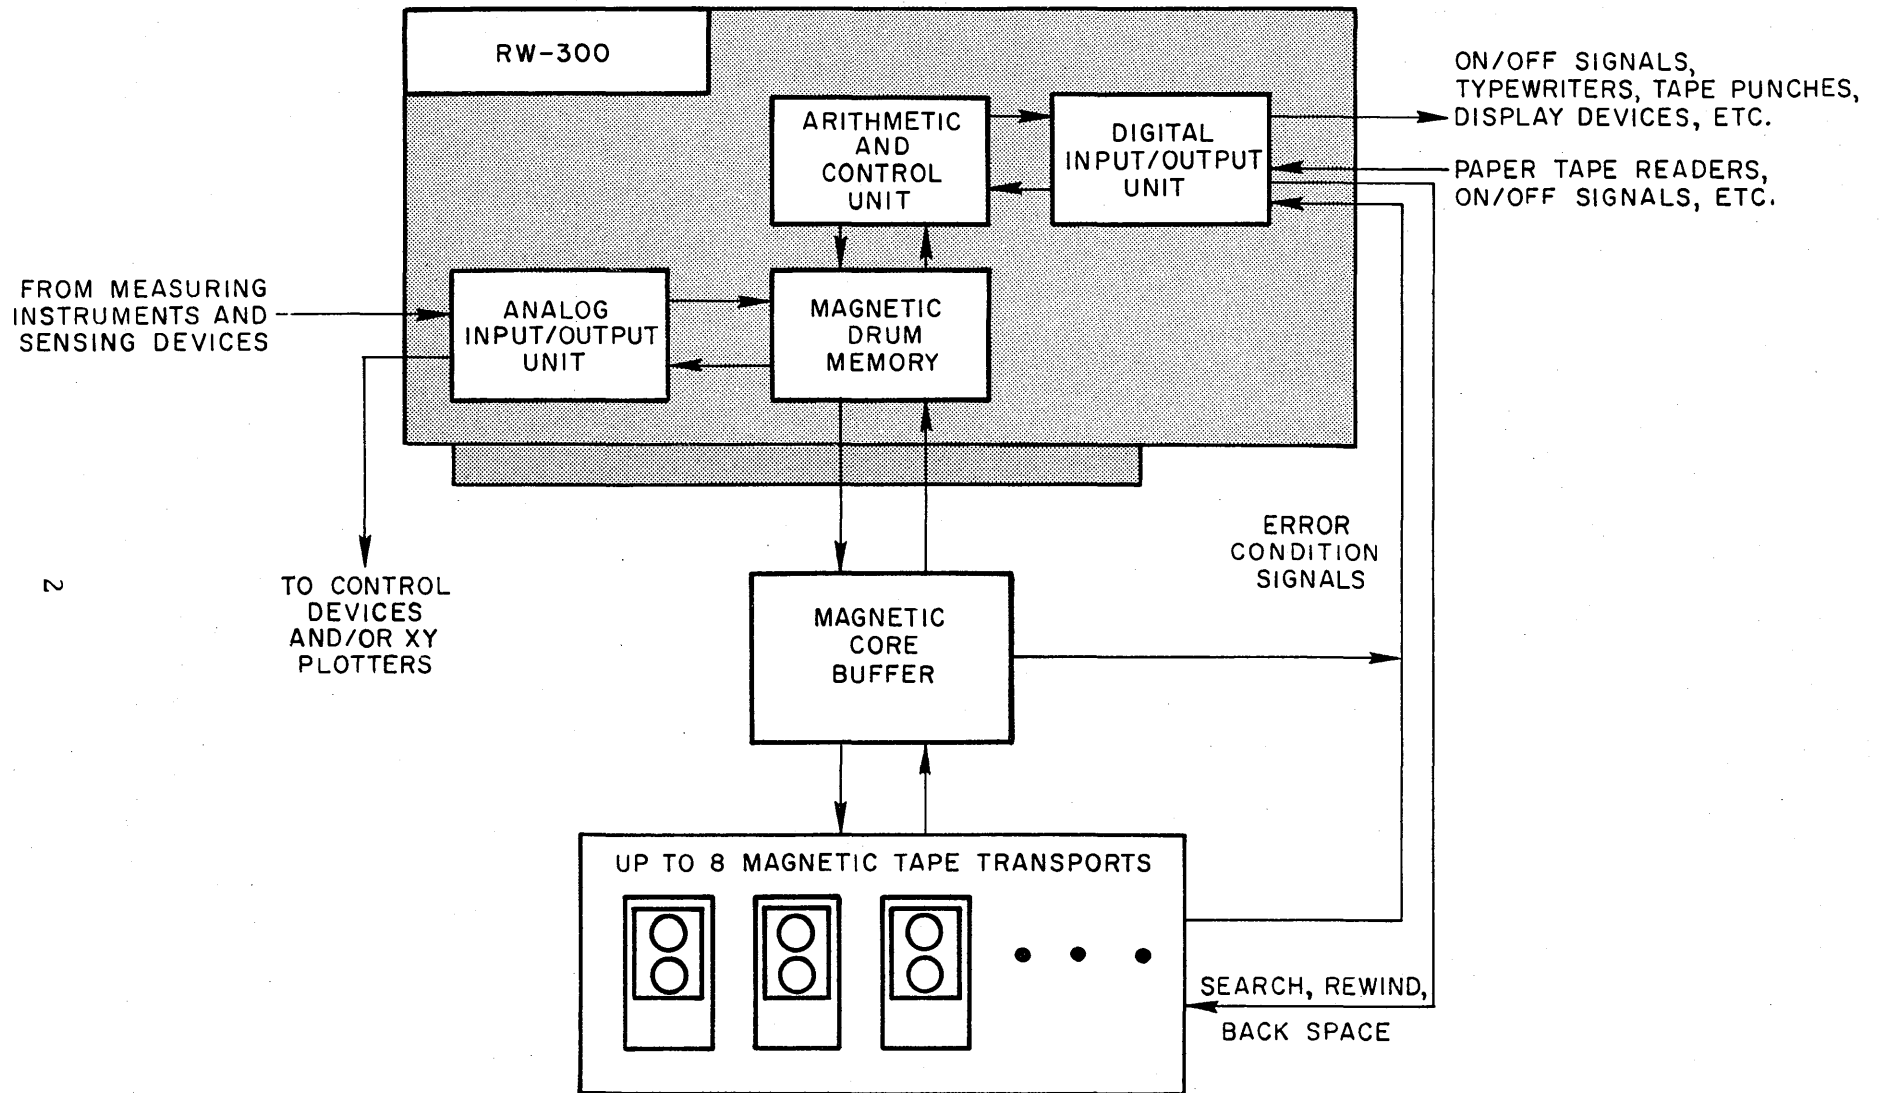 RW-300
ARITHMETIC
AND
CONTROL
UNIT
DIGITAL
INPUT/OUTPUT
UNIT
ON/OFF SIGNALS,
TYPEWRITERS, TAPE PUNCHES,
DISPLAY DEVICES, ETC.
PAPER TAPE READERS,
ON/OFF SIGNALS, ETC.
FROM MEASURING
INSTRUMENTS AND
SENSING DEVICES
ANALOG
INPUT/OUTPUT
UNIT
MAGNETIC
DRUM
MEMORY
ERROR
CONDITION
SIGNALS
2
TO CONTROL
DEVICES
AND/OR XY
PLOTTERS
MAGNETIC
CORE
BUFFER
UP TO 8 MAGNETIC TAPE TRANSPORTS
SEARCH, REWIND,
BACK SPACE